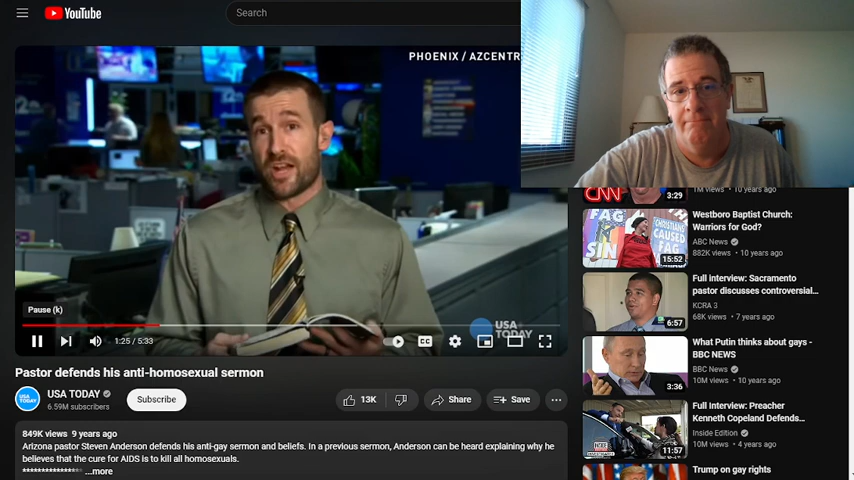 YouTube
Search
PHOENIX / AZCENTR
USA
TODAY
Pause (k)
1:25 / 5:33
CC
Pastor defends his anti-homosexual sermon
USA TODAY
6.59M subscribers
Subscribe
13K
Share
Save
849K views 9 years ago
Arizona pastor Steven Anderson defends his anti-gay sermon and beliefs. In a previous sermon, Anderson can be heard explaining why he
believes that the cure for AIDS is to kill all homosexuals.
****************** ...more
CNN
3:29
1M views • 10 years ago
FAG
SIN
CHRISTIANS
CAUSED
FAG
15:52
Westboro Baptist Church:
Warriors for God?
ABC News
882K views • 10 years ago
6:57
Full Interview: Sacramento
pastor discusses controversial...
KCRA 3
68K views • 7 years ago
3:36
What Putin thinks about gays -
BBC NEWS
BBC News
10M views • 10 years ago
INSIDE
EDITION
11:57
Full Interview: Preacher
Kenneth Copeland Defends...
Inside Edition
10M views • 4 years ago
Trump on gay rights